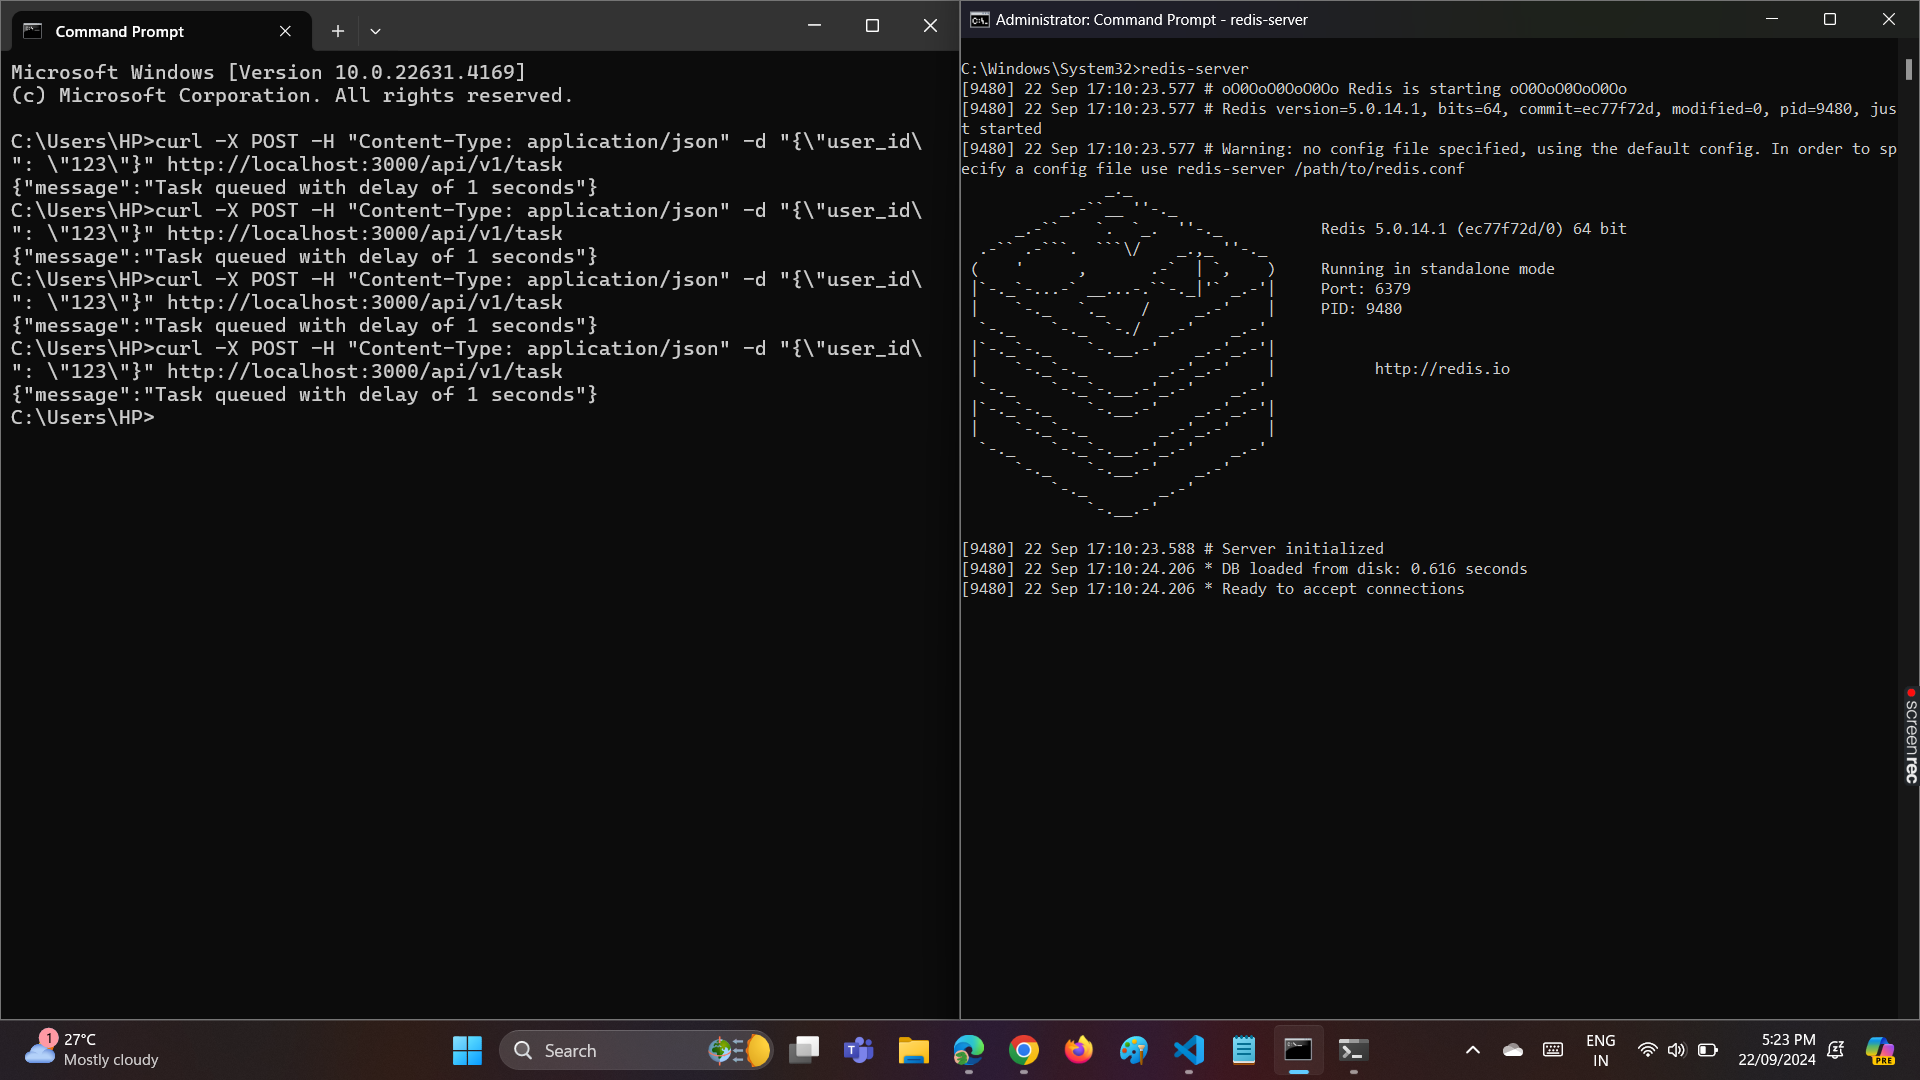 Command Prompt
Microsoft Windows [Version 10.0.22631.4169]
(c) Microsoft Corporation. All rights reserved.
C:\Users\HP>curl -X POST -H "Content-Type: application/json" -d "{\"user_id\
": \"123\"}" http://localhost:3000/api/v1/task
{"message":"Task queued with delay of 1 seconds"}
C:\Users\HP>curl -X POST -H "Content-Type: application/json" -d "{\"user_id\
": \"123\"}" http://localhost:3000/api/v1/task
{"message":"Task queued with delay of 1 seconds"}
C:\Users\HP>curl -X POST -H "Content-Type: application/json" -d "{\"user_id\
": \"123\"}" http://localhost:3000/api/v1/task
{"message":"Task queued with delay of 1 seconds"}
C:\Users\HP>curl -X POST -H "Content-Type: application/json" -d "{\"user_id\
": \"123\"}" http://localhost:3000/api/v1/task
{"message":"Task queued with delay of 1 seconds"}
C:\Users\HP>
Administrator: Command Prompt - redis-server
C:\Windows\System32>redis-server
[9480] 22 Sep 17:10:23.577 # oO0OoO0OoO0Oo Redis is starting oO0OoO0OoO0Oo
[9480] 22 Sep 17:10:23.577 # Redis version=5.0.14.1, bits=64, commit=ec77f72d, modified=0, pid=9480, jus
t started
[9480] 22 Sep 17:10:23.577 # Warning: no config file specified, using the default config. In order to sp
ecify a config file use redis-server /path/to/redis.conf
Redis 5.0.14.1 (ec77f72d/0) 64 bit
Running in standalone mode
Port: 6379
PID: 9480
http://redis.io
[9480] 22 Sep 17:10:23.588 # Server initialized
[9480] 22 Sep 17:10:24.206 * DB loaded from disk: 0.616 seconds
[9480] 22 Sep 17:10:24.206 * Ready to accept connections
screenrec
1
27°C
Mostly cloudy
Search
T
PRE
ENG
IN
5:23 PM
22/09/2024